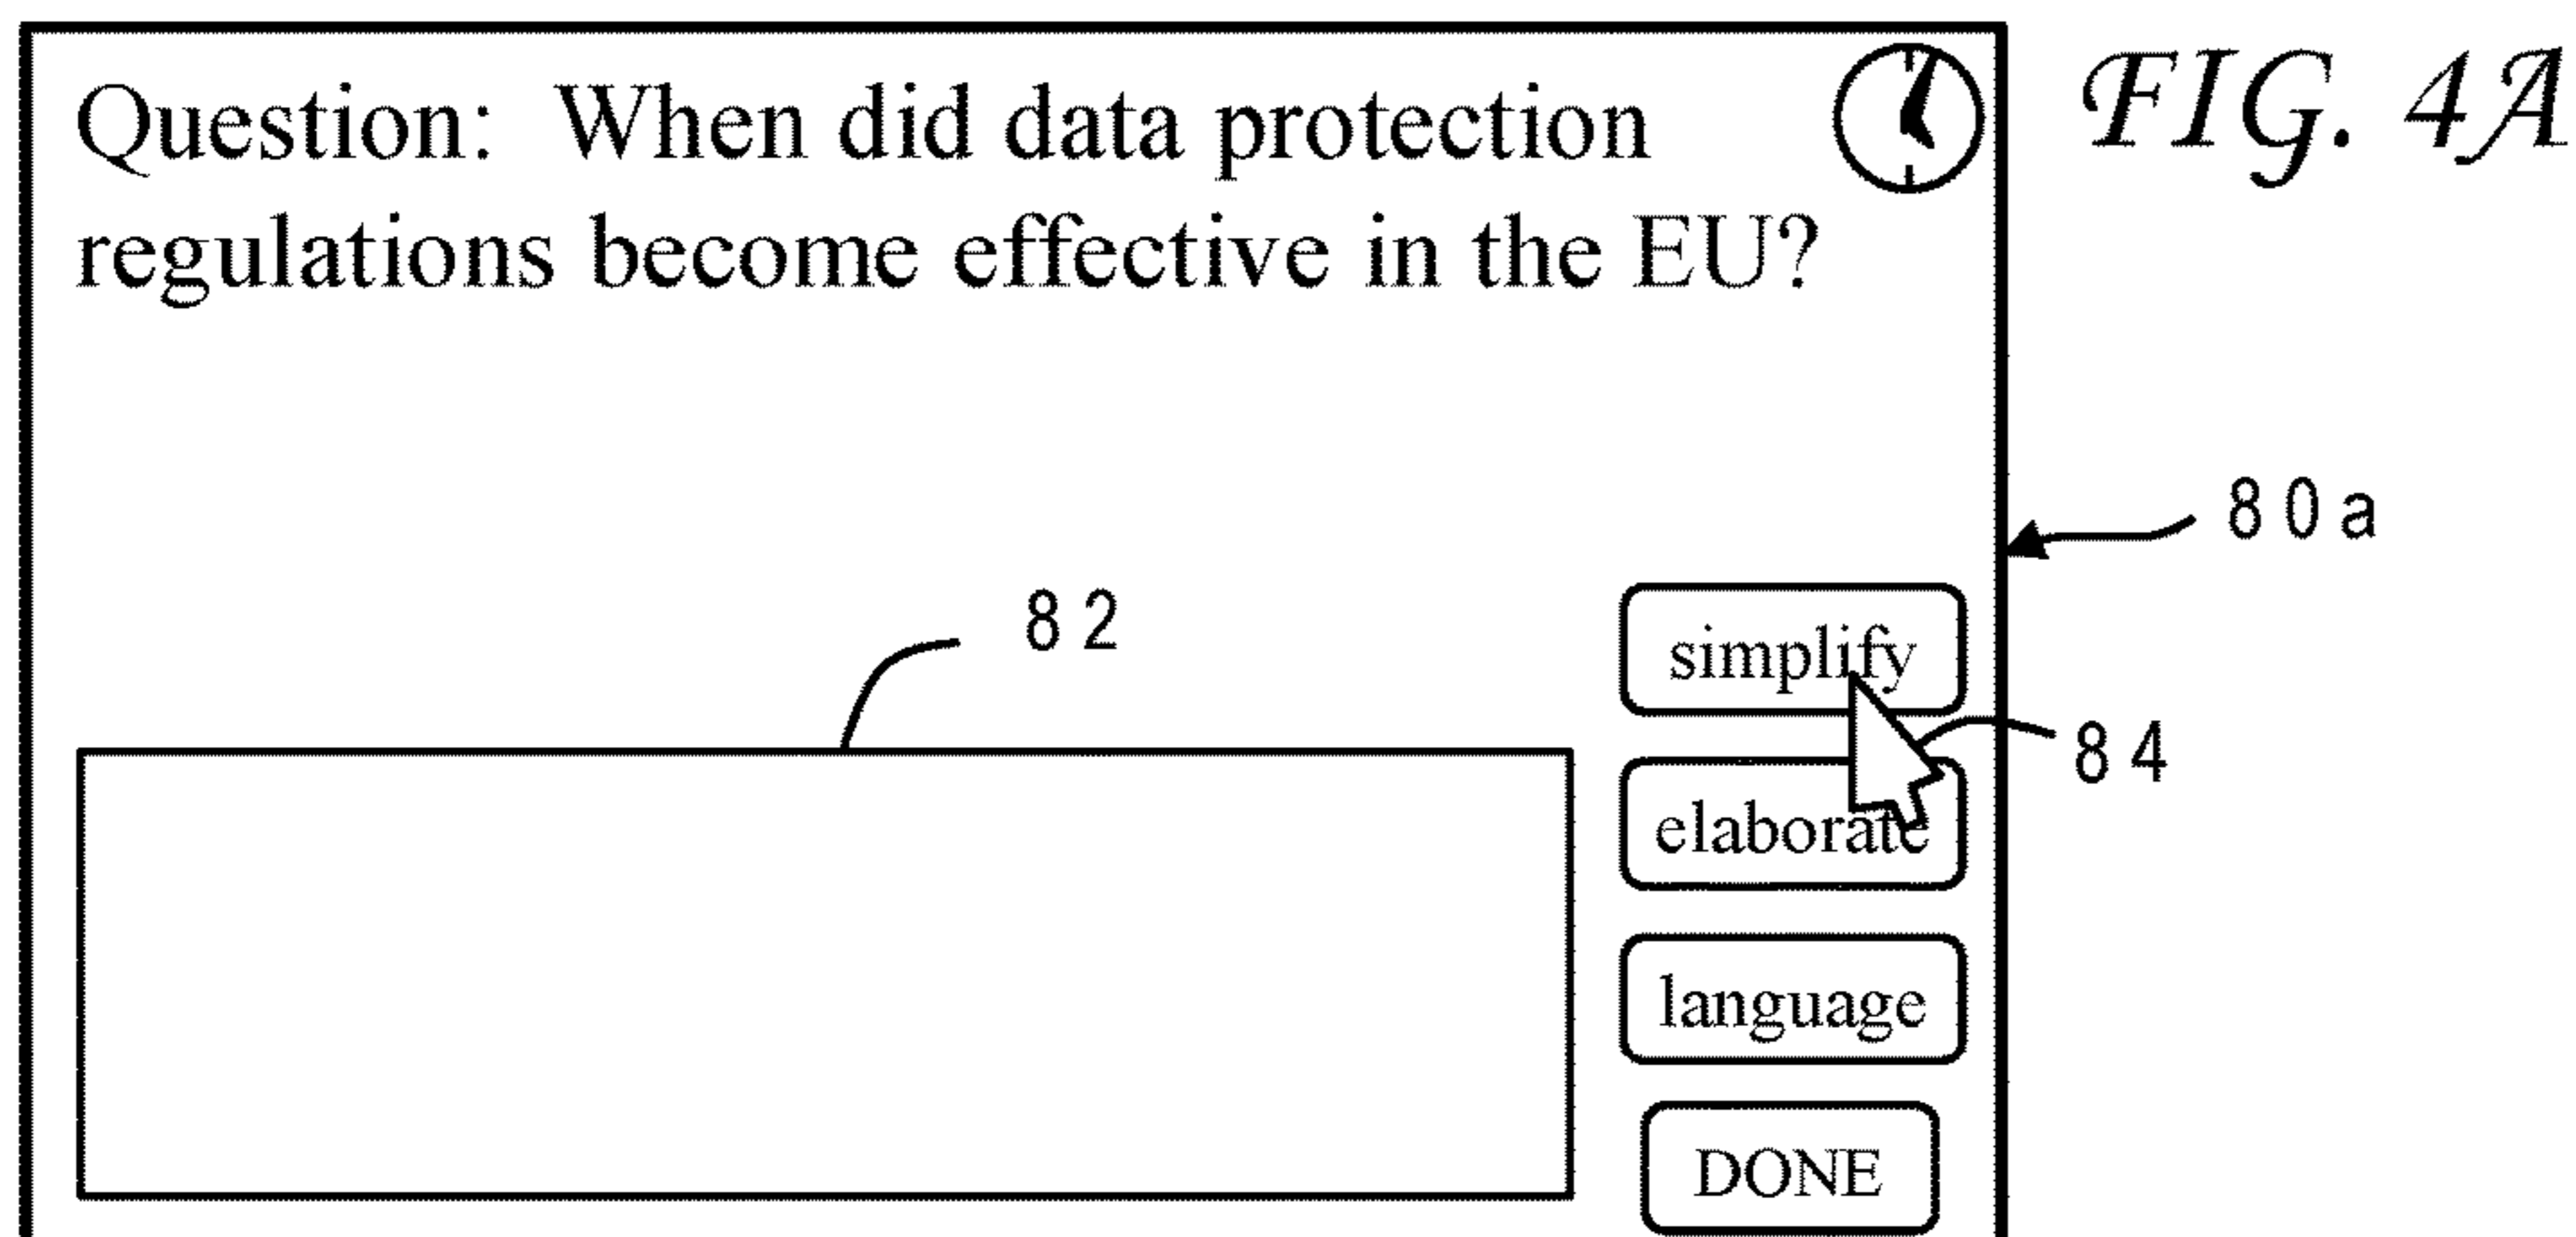 FIG. 4A
Question: When did data protection
regulations become effective in the EU?
80a
82
simplify
84
elaborate
language
DONE